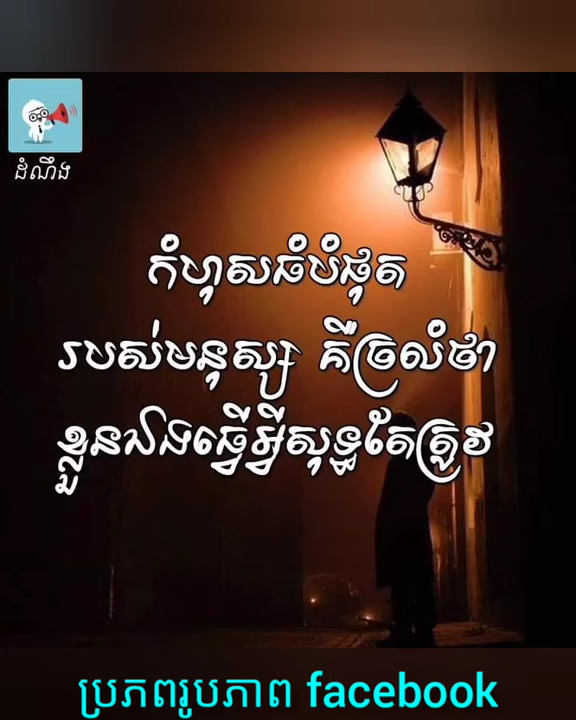 ដំណឹង
កំហុសធំបំផុត
របស់មនុស្ស គឺច្រលំថា
ខ្លួនឯងធ្វើអ្វីសុទ្ធតែត្រូវ
ប្រភពរូបភាព facebook